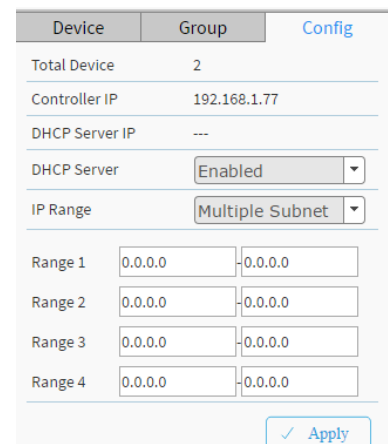 Device Group Config
Total Device 2
Controller IP 192.168.1.77
DHCP Server IP ---
DHCP Server Enabled
IP Range Multiple Subnet
Range 1 0.0.0.0 -0.0.0.0
Range 2 0.0.0.0 -0.0.0.0
Range 3 0.0.0.0 -0.0.0.0
Range 4 0.0.0.0 -0.0.0.0
✓ Apply